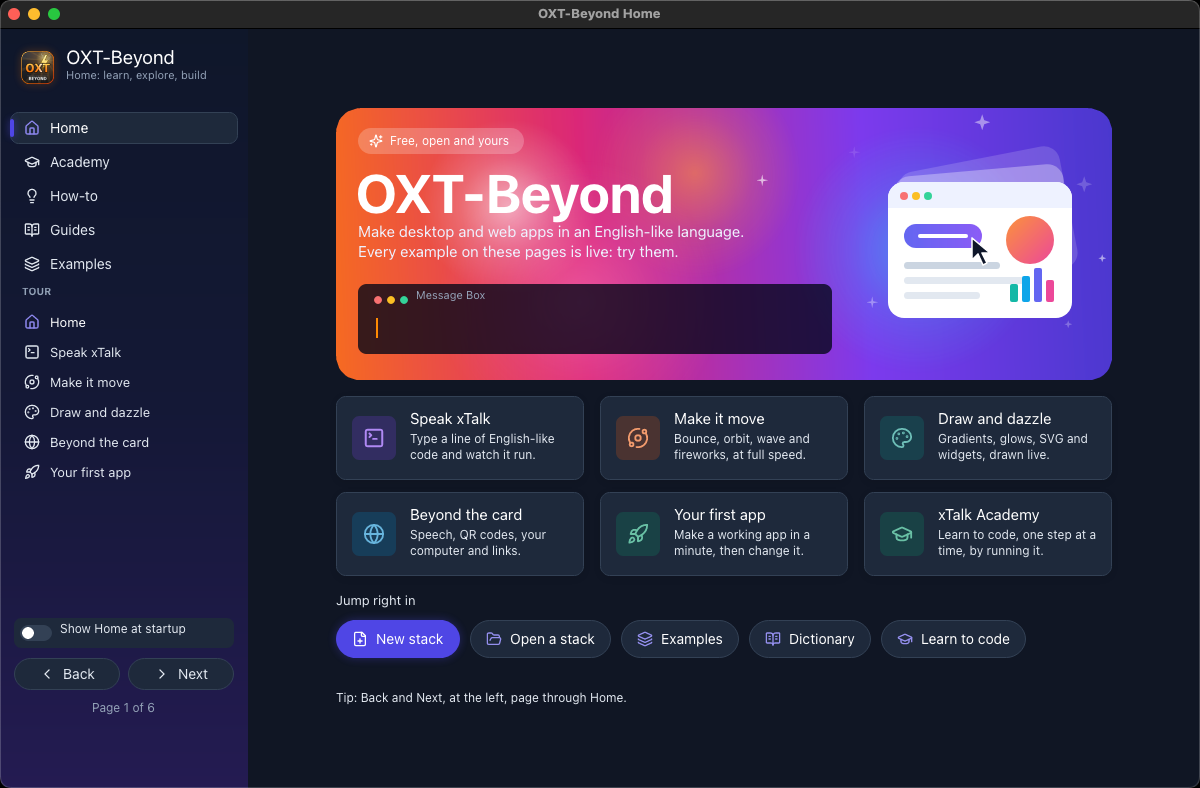 OXT-Beyond Home
OXT
BEYOND
OXT-Beyond
Home: learn, explore, build
Home
Academy
How-to
Guides
Examples
TOUR
Home
Speak xTalk
Make it move
Draw and dazzle
Beyond the card
Your first app
Show Home at startup
Back
Next
Page 1 of 6
Free, open and yours
OXT-Beyond
Make desktop and web apps in an English-like language.
Every example on these pages is live: try them.
Message Box
Speak xTalk
Type a line of English-like
code and watch it run.
Make it move
Bounce, orbit, wave and
fireworks, at full speed.
Draw and dazzle
Gradients, glows, SVG and
widgets, drawn live.
Beyond the card
Speech, QR codes, your
computer and links.
Your first app
Make a working app in a
minute, then change it.
xTalk Academy
Learn to code, one step at a
time, by running it.
Jump right in
New stack
Open a stack
Examples
Dictionary
Learn to code
Tip: Back and Next, at the left, page through Home.